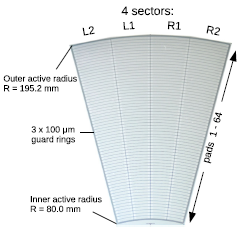 4 sectors:
L2 L1 R1 R2
Outer active radius
R = 195.2 mm
3 x 100 µm
guard rings
pads 1 - 64
Inner active radius
R = 80.0 mm